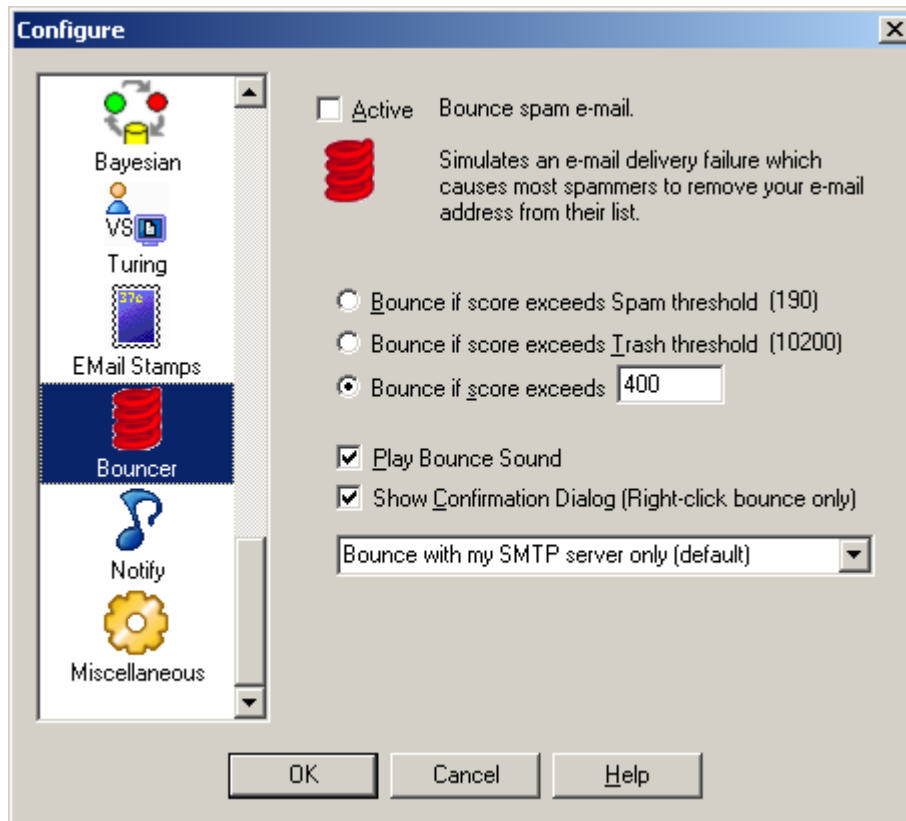 Configure
Bayesian
VS
Turing
37¢
EMail Stamps
Bouncer
Notify
Miscellaneous
Active Bounce spam e-mail.
Simulates an e-mail delivery failure which
causes most spammers to remove your e-mail
address from their list.
Bounce if score exceeds Spam threshold (190)
Bounce if score exceeds Trash threshold (10200)
Bounce if score exceeds 400
Play Bounce Sound
Show Confirmation Dialog (Right-click bounce only)
Bounce with my SMTP server only (default)
OK Cancel Help